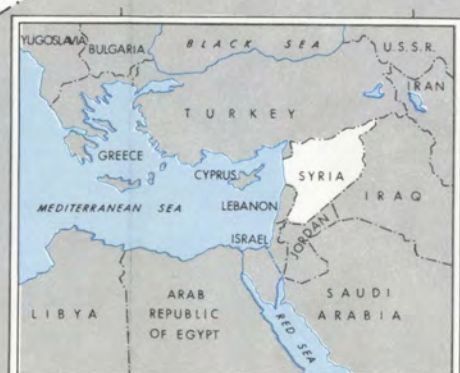 YUGOSLAVIA
BULGARIA
BLACK SEA
U.S.S.R.
IRAN
TURKEY
GREECE
CYPRUS
SYRIA
IRAQ
MEDITERRANEAN SEA
LEBANON
ISRAEL
JORDAN
LIBYA
ARAB
REPUBLIC
OF EGYPT
SAUDI
ARABIA
RED SEA